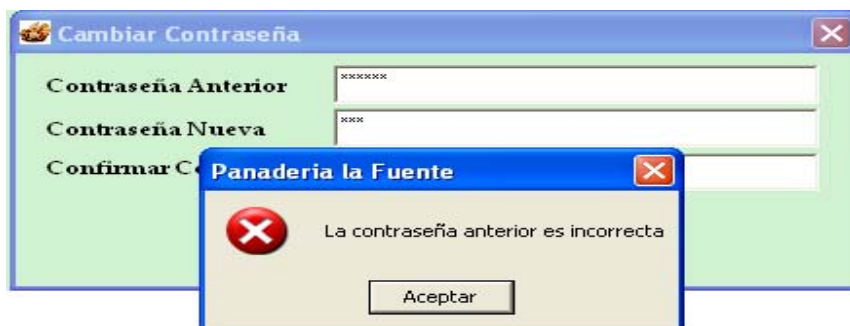 Cambiar Contraseña
Contraseña Anterior
******
Contraseña Nueva
***
Confirmar
Panaderia la Fuente
La contraseña anterior es incorrecta
Aceptar